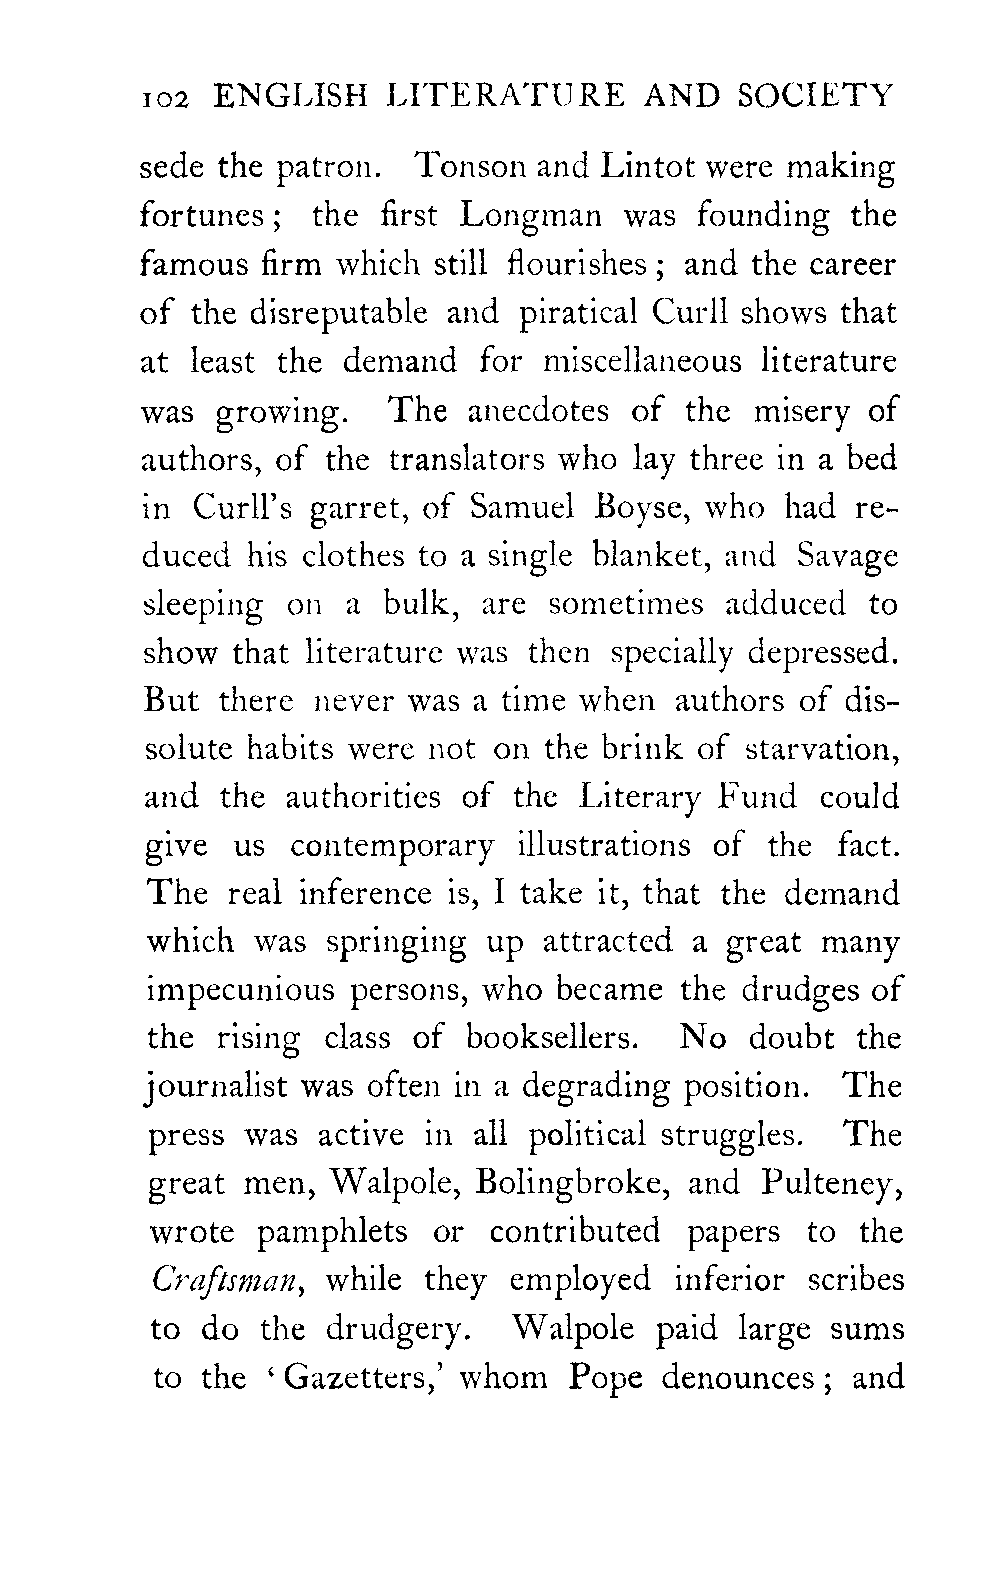 102 ENGLISH LITERATURE AND SOCIETY
sede the patron. Tonson and Lintot were making
fortunes ; the first Longman was founding the
famous firm which still flourishes ; and the career
of the disreputable and piratical Curll shows that
at least the demand for miscellaneous literature
was growing. The anecdotes of the misery of
authors, of the translators who lay three in a bed
in Curll's garret, of Samuel Boyse, who had re-
duced his clothes to a single blanket, and Savage
sleeping on a bulk, are sometimes adduced to
show that literature was then specially depressed.
But there never was a time when authors of dis-
solute habits were not on the brink of starvation,
and the authorities of the Literary Fund could
give us contemporary illustrations of the fact.
The real inference is, I take it, that the demand
which was springing up attracted a great many
impecunious persons, who became the drudges of
the rising class of booksellers. No doubt the
journalist was often in a degrading position. The
press was active in all political struggles. The
great men, Walpole, Bolingbroke, and Pulteney,
wrote pamphlets or contributed papers to the
Craftsman, while they employed inferior scribes
to do the drudgery. Walpole paid large sums
to the ‘ Gazetters,’ whom Pope denounces ; and